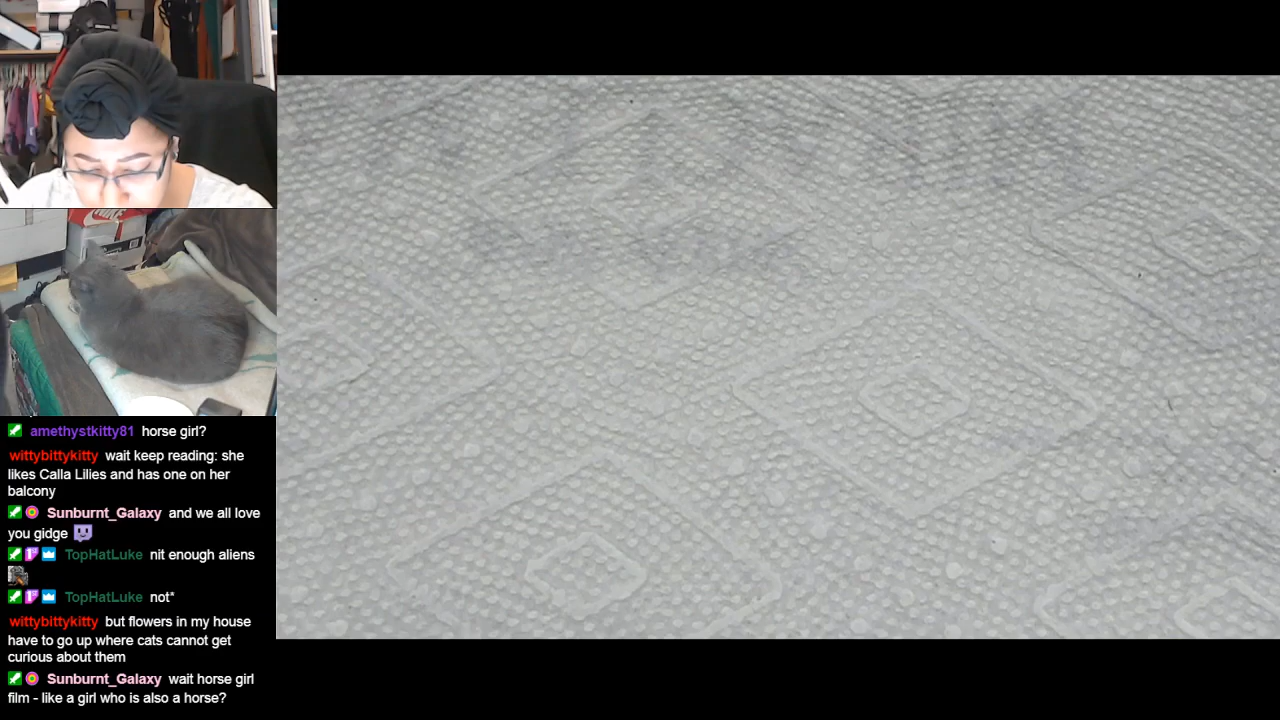 amethystkitty81 horse girl?
wittybittykitty wait keep reading: she
likes Calla Lilies and has one on her
balcony
Sunburnt_Galaxy and we all love
you gidge
TopHatLuke nit enough aliens
TopHatLuke not*
wittybittykitty but flowers in my house
have to go up where cats cannot get
curious about them
Sunburnt_Galaxy wait horse girl
film - like a girl who is also a horse?